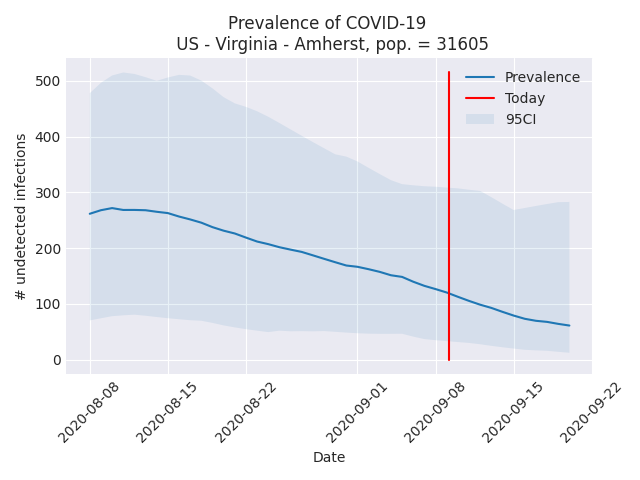 Prevalence of COVID-19
US - Virginia - Amherst, pop. = 31605
# undetected infections
500
400
300
200
100
0
Prevalence
Today
95CI
2020-08-08
2020-08-15
2020-08-22
2020-09-01
2020-09-08
2020-09-15
2020-09-22
Date